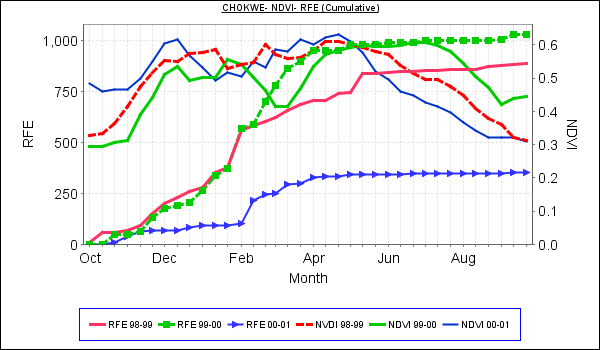 CHOKWE- NDVI- RFE (Cumulative)
1,000
750
500
250
0
RFE
0.6
0.5
0.4
0.3
0.2
0.1
0.0
NDVI
Oct Dec Feb Apr Jun Aug
Month
RFE 98-99 RFE 99-00 RFE 00-01 NVDI 98-99 NDVI 99-00 NDVI 00-01